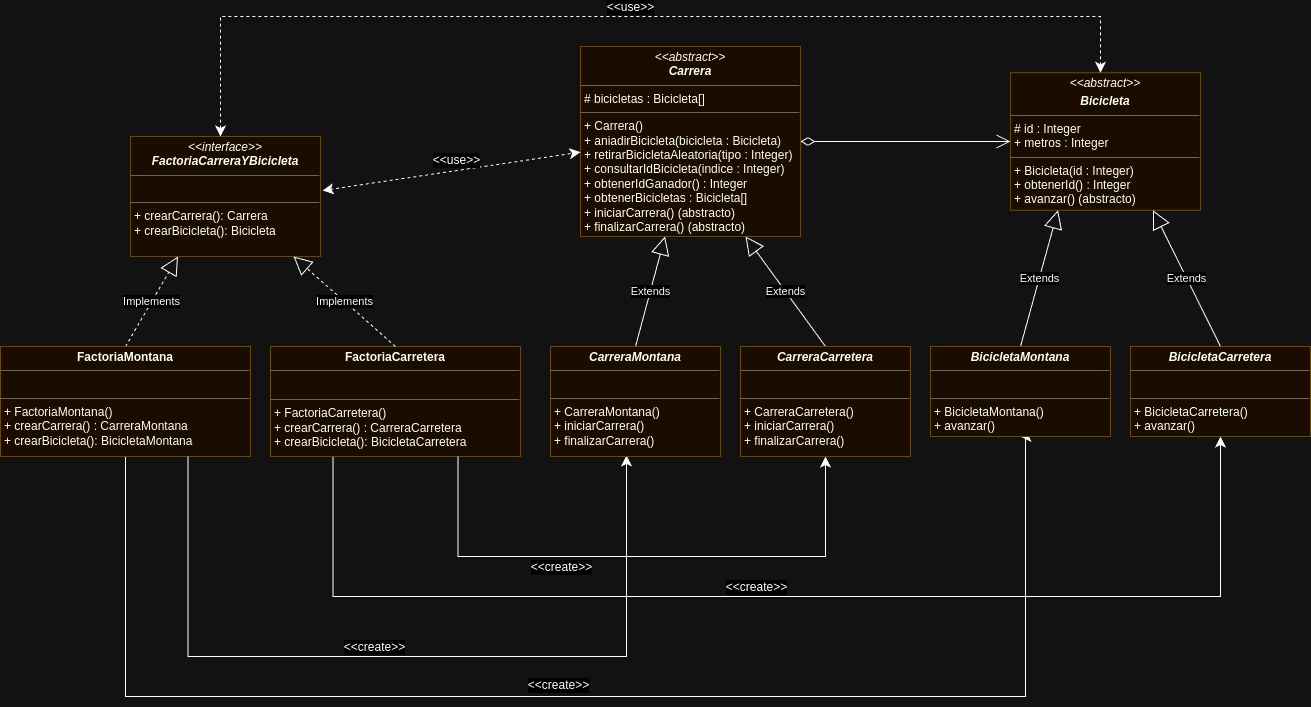 <<use>>
<<abstract>>
Carrera
# bicicletas : Bicicleta[]
+ Carrera()
+ aniadirBicicleta(bicicleta : Bicicleta)
+ retirarBicicletaAleatoria(tipo : Integer)
+ consultarIdBicicleta(indice : Integer)
+ obtenerIdGanador() : Integer
+ obtenerBicicletas : Bicicleta[]
+ iniciarCarrera() (abstracto)
+ finalizarCarrera() (abstracto)
<<abstract>>
Bicicleta
# id : Integer
+ metros : Integer
+ Bicicleta(id : Integer)
+ obtenerId() : Integer
+ avanzar() (abstracto)
<<interface>>
FactoriaCarreraYBicicleta
+ crearCarrera(): Carrera
+ crearBicicleta(): Bicicleta
<<use>>
Implements
Implements
Extends
Extends
Extends
Extends
FactoriaMontana
+ FactoriaMontana()
+ crearCarrera() : CarreraMontana
+ crearBicicleta(): BicicletaMontana
FactoriaCarretera
+ FactoriaCarretera()
+ crearCarrera() : CarreraCarretera
+ crearBicicleta(): BicicletaCarretera
CarreraMontana
+ CarreraMontana()
+ iniciarCarrera()
+ finalizarCarrera()
CarreraCarretera
+ CarreraCarretera()
+ iniciarCarrera()
+ finalizarCarrera()
BicicletaMontana
+ BicicletaMontana()
+ avanzar()
BicicletaCarretera
+ BicicletaCarretera()
+ avanzar()
<<create>>
<<create>>
<<create>>
<<create>>